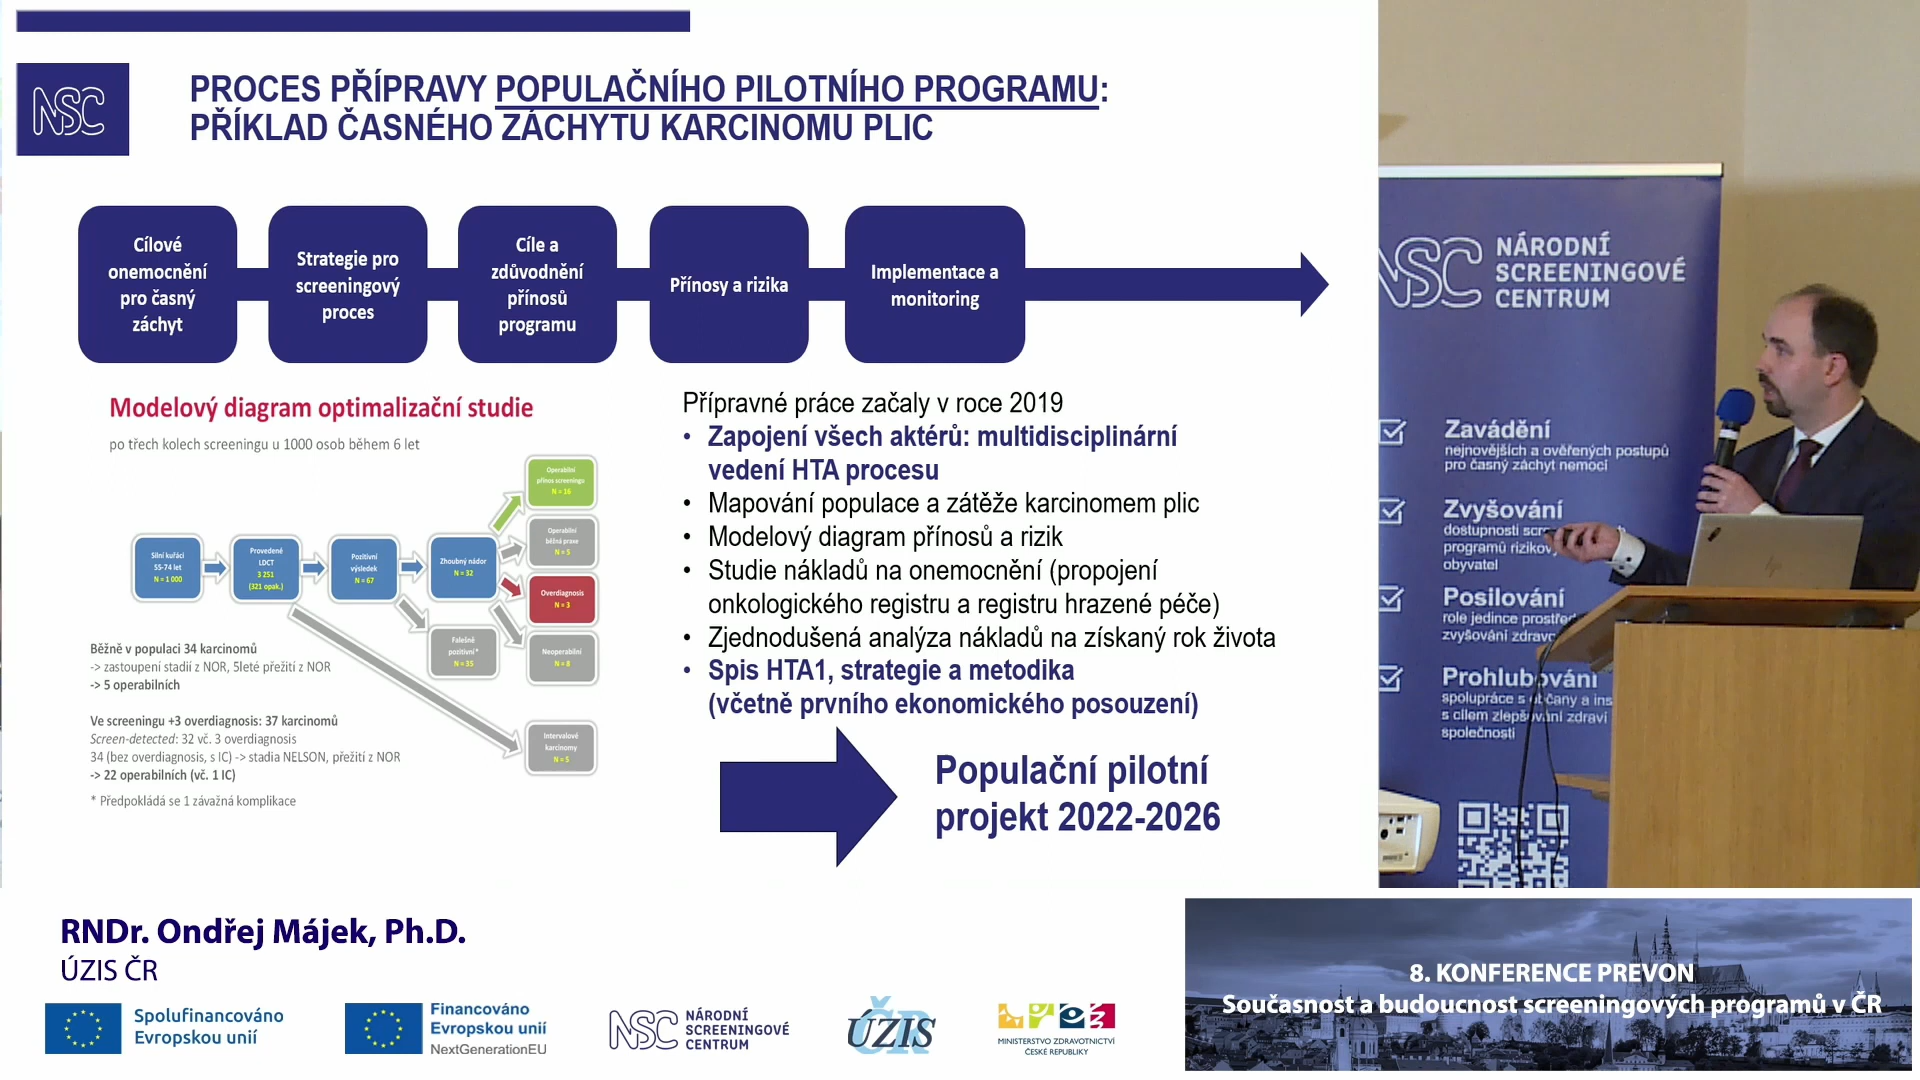 NSC
PROCES PŘÍPRAVY POPULAČNÍHO PILOTNÍHO PROGRAMU:
PŘÍKLAD ČASNÉHO ZÁCHYTU KARCINOMU PLIC
Cílové
onemocnění
pro časný
záchyt
Strategie pro
screeningový
proces
Cíle a
zdůvodnění
přínosů
programu
Přínosy a rizika
Implementace a
monitoring
Modelový diagram optimalizační studie
po třech kolech screeningu u 1000 osob během 6 let
Silní kuřáci
55-74 let
N = 1 000
Provedené
LDCT
3 251
(321 opak.)
Pozitivní
výsledek
N = 67
Zhoubný nádor
N = 32
Operabilní
přínos screeningu
N = 16
Operabilní
běžná praxe
N = 5
Overdiagnosis
N = 3
Neoperabilní
N = 8
Falešně
pozitivní*
N = 35
Intervalové
karcinomy
N = 5
Běžně v populaci 34 karcinomů
-> zastoupení stadií z NOR, 5leté přežití z NOR
-> 5 operabilních
Ve screeningu +3 overdiagnosis: 37 karcinomů
Screen-detected: 32 vč. 3 overdiagnosis
34 (bez overdiagnosis, s IC) -> stadia NELSON, přežití z NOR
-> 22 operabilních (vč. 1 IC)
* Předpokládá se 1 závažná komplikace
Přípravné práce začaly v roce 2019
• Zapojení všech aktérů: multidisciplinární
vedení HTA procesu
• Mapování populace a zátěže karcinomem plic
• Modelový diagram přínosů a rizik
• Studie nákladů na onemocnění (propojení
onkologického registru a registru hrazené péče)
• Zjednodušená analýza nákladů na získaný rok života
• Spis HTA1, strategie a metodika
(včetně prvního ekonomického posouzení)
Populační pilotní
projekt 2022-2026
NSC
NÁRODNÍ
SCREENINGOVÉ
CENTRUM
Zavádění
nejnovějších a ověřených postupů
pro časný záchyt nemocí
Zvyšování
dostupnosti
programů
obyvatel
Posilování
role jedince
Prohlubování
spolupráce s občany a ins
s cílem zlepšování zdraví
společnosti
RNDr. Ondřej Májek, Ph.D.
ÚZIS ČR
Spolufinancováno
Evropskou unií
Financováno
Evropskou unií
NextGenerationEU
NSC
NÁRODNÍ
SCREENINGOVÉ
CENTRUM
ÚZIS
ČR
MINISTERSTVO ZDRAVOTNICTVÍ
ČESKÉ REPUBLIKY
8. KONFERENCE PREVON
Současnost a budoucnost screeningových programů v ČR